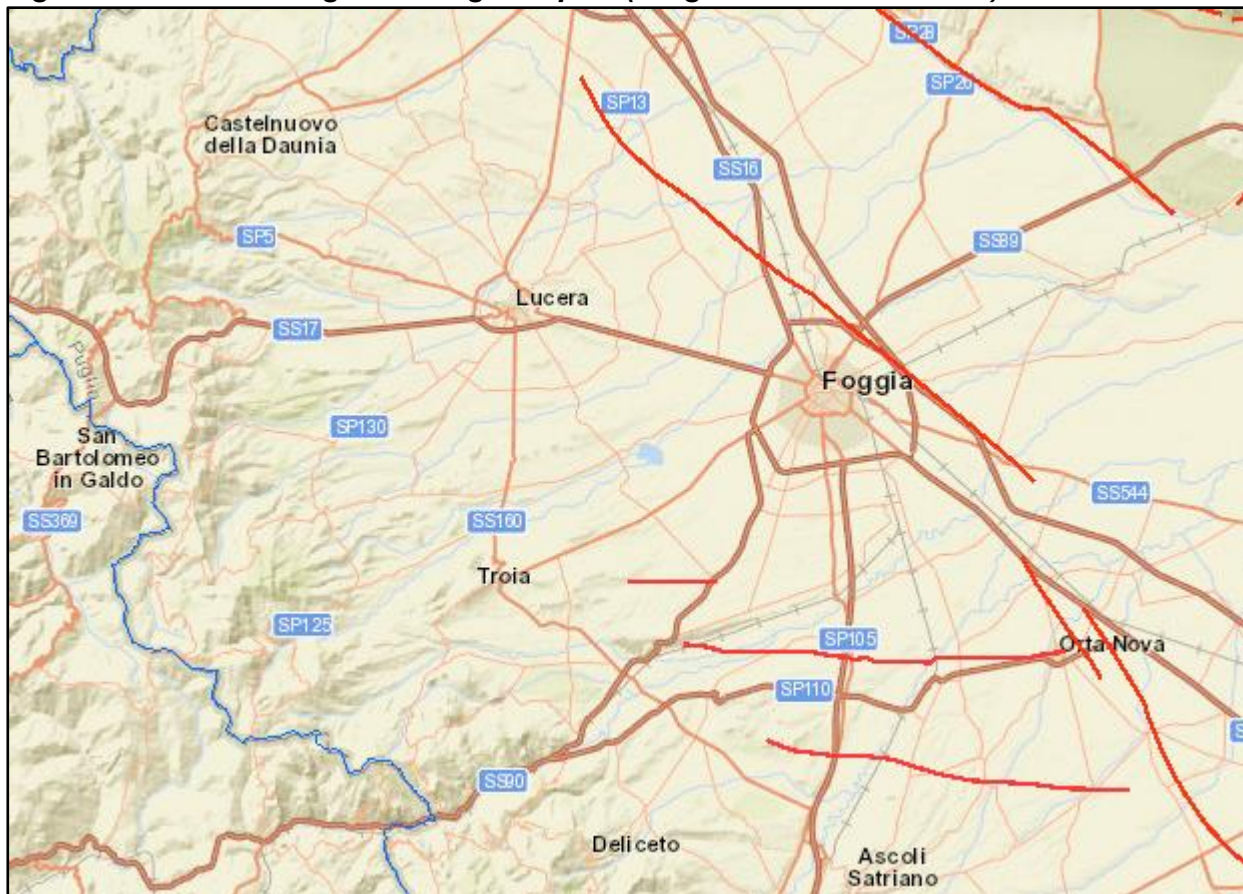 SP28
SP26
SP13
Castelnuovo
della Daunia
SS16
SP5
SS89
Lucera
SS17
Puglia
Foggia
San
Bartolomeo
in Galdo
SP130
SS369
SS160
SS544
Troia
SP125
SP105
Orta Nova
SP110
SS90
Deliceto
Ascoli
Satriano